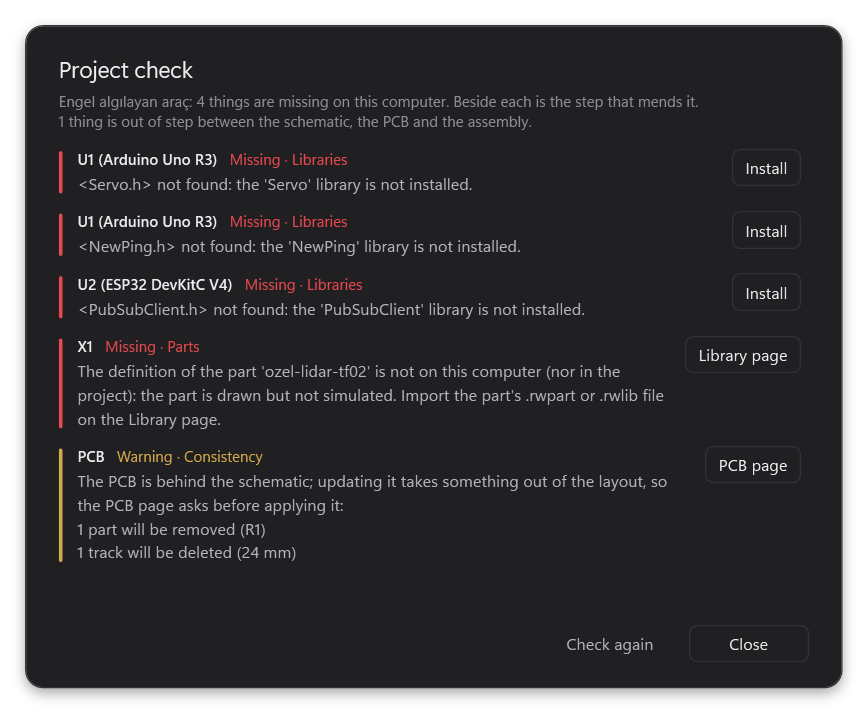 Project check
Engel algılayan araç: 4 things are missing on this computer. Beside each is the step that mends it.
1 thing is out of step between the schematic, the PCB and the assembly.
U1 (Arduino Uno R3) Missing · Libraries
<Servo.h> not found: the 'Servo' library is not installed.
Install
U1 (Arduino Uno R3) Missing · Libraries
<NewPing.h> not found: the 'NewPing' library is not installed.
Install
U2 (ESP32 DevKitC V4) Missing · Libraries
<PubSubClient.h> not found: the 'PubSubClient' library is not installed.
Install
X1 Missing · Parts
The definition of the part 'ozel-lidar-tf02' is not on this computer (nor in the
project): the part is drawn but not simulated. Import the part's .rwpart or .rwlib file
on the Library page.
Library page
PCB Warning · Consistency
The PCB is behind the schematic; updating it takes something out of the layout, so
the PCB page asks before applying it:
1 part will be removed (R1)
1 track will be deleted (24 mm)
PCB page
Check again
Close